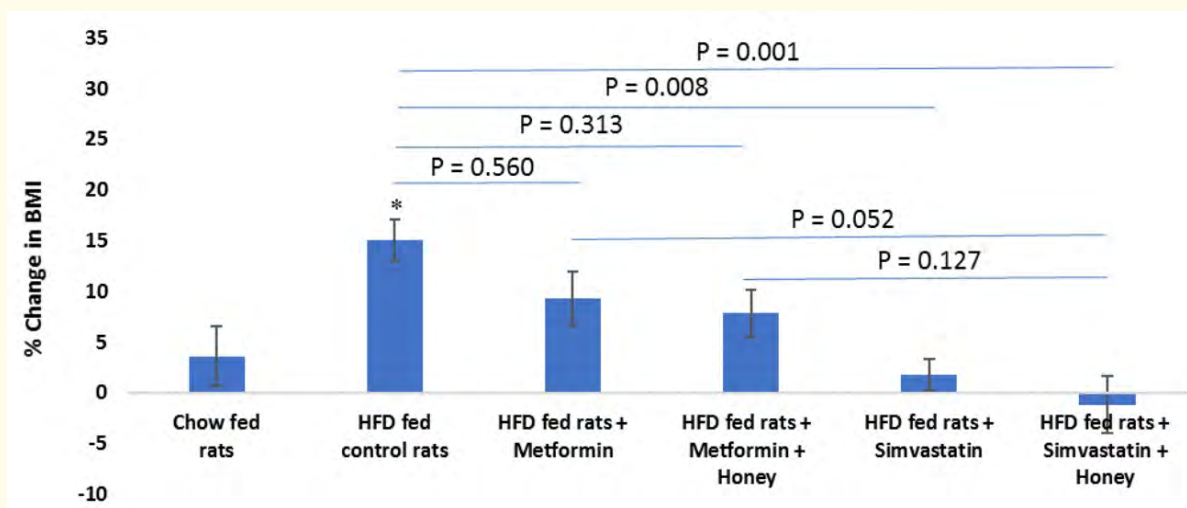 35
30
25
20
15
10
5
0
-5
-10
% Change in BMI
P = 0.001
P = 0.008
P = 0.313
P = 0.560
*
P = 0.052
P = 0.127
Chow fed
rats
HFD fed
control rats
HFD fed rats +
Metformin
HFD fed rats +
Metformin +
Honey
HFD fed rats +
Simvastatin
HFD fed rats +
Simvastatin +
Honey